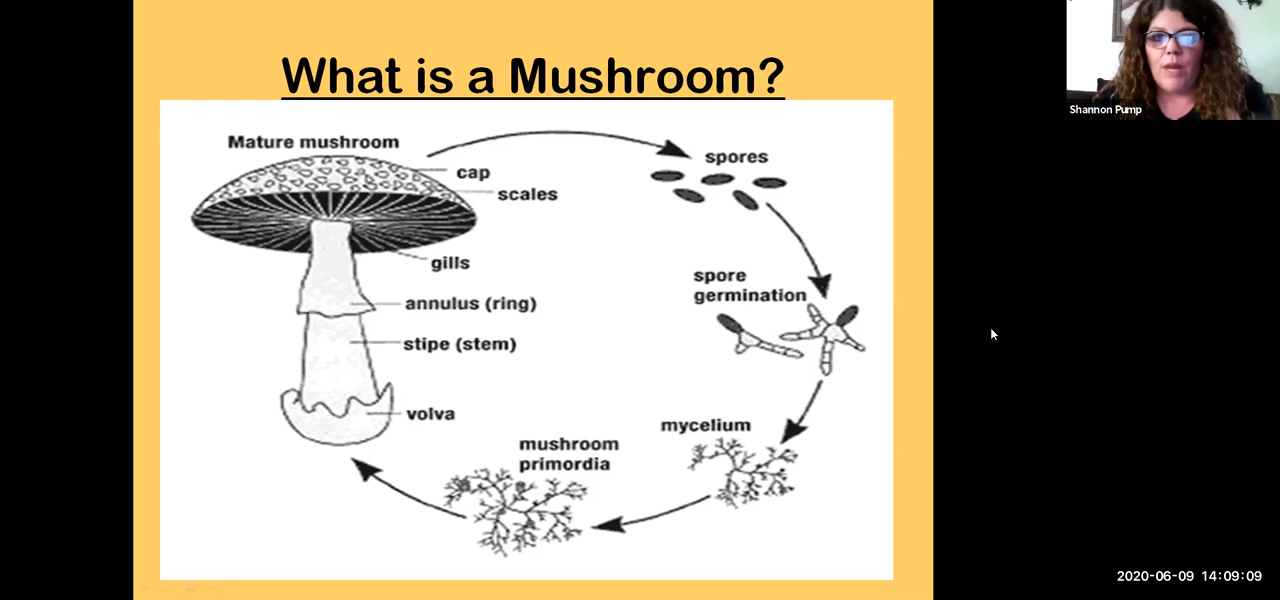 What is a Mushroom?
Shannon Pump
Mature mushroom
cap
scales
gills
annulus (ring)
stipe (stem)
volva
spores
spore
germination
mycelium
mushroom
primordia
2020-06-09 14:09:09